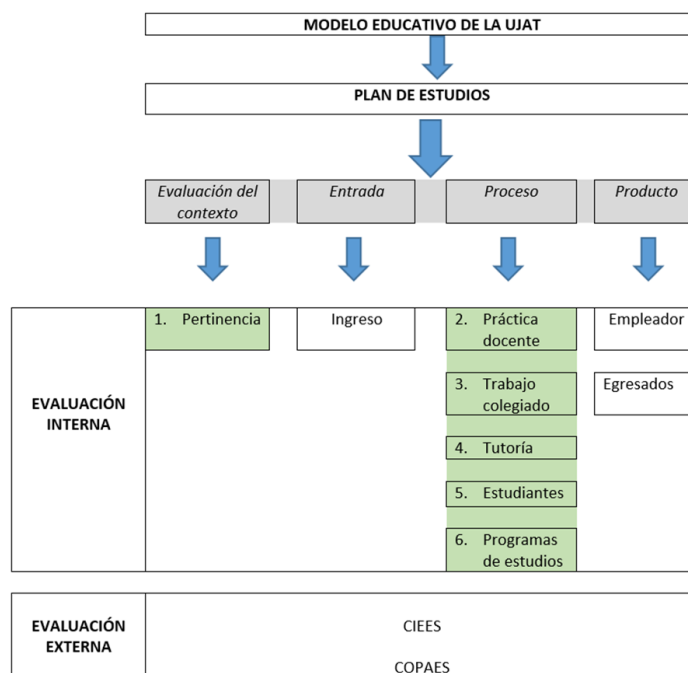 MODELO EDUCATIVO DE LA UJAT
PLAN DE ESTUDIOS
Evaluación del
contexto
Entrada
Proceso
Producto
EVALUACIÓN
INTERNA
1. Pertinencia
Ingreso
2. Práctica
docente
3. Trabajo
colegiado
4. Tutoría
5. Estudiantes
6. Programas
de estudios
Empleador
Egresados
EVALUACIÓN
EXTERNA
CIEES
COPAES